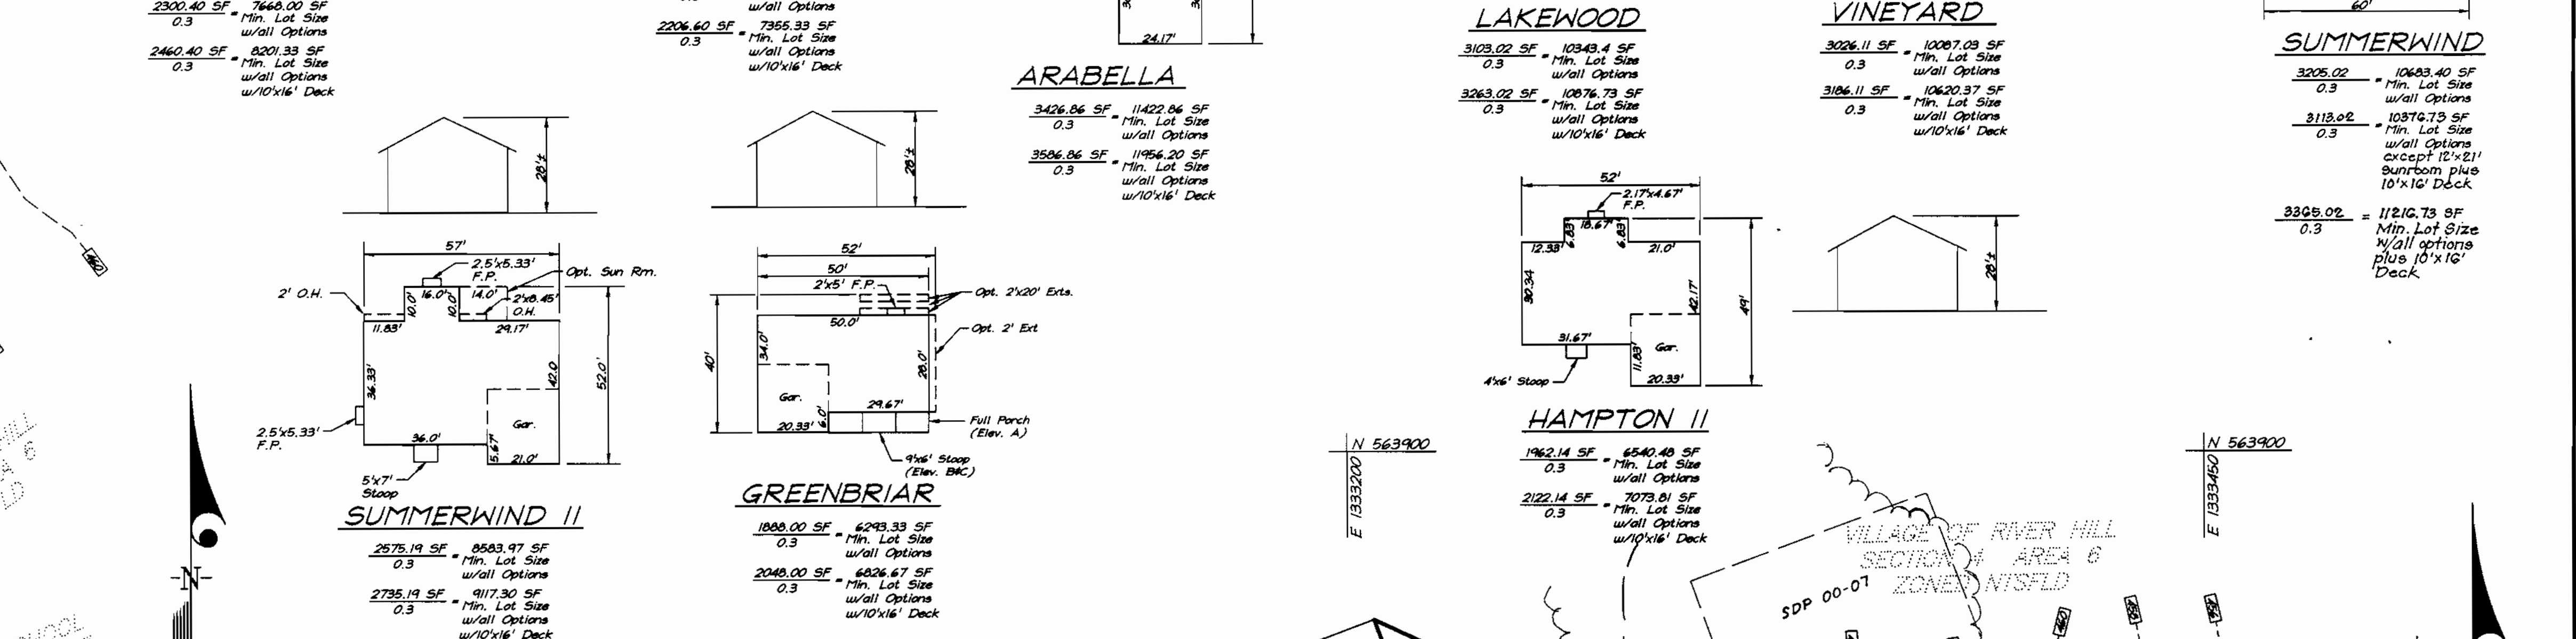 2300.40 SF = 7668.00 SF
0.3 Min. Lot Size
w/all Options
2460.40 SF = 8201.33 SF
0.3 Min. Lot Size
w/all Options
w/10'x16' Deck
w/all Options
2206.60 SF = 7355.33 SF
0.3 Min. Lot Size
w/all Options
w/10'x16' Deck
24.17'
ARABELLA
3426.86 SF = 11422.86 SF
0.3 Min. Lot Size
w/all Options
3586.86 SF = 11956.20 SF
0.3 Min. Lot Size
w/all Options
w/10'x16' Deck
LAKEWOOD
3103.02 SF = 10343.4 SF
0.3 Min. Lot Size
w/all Options
3263.02 SF = 10876.73 SF
0.3 Min. Lot Size
w/all Options
w/10'x16' Deck
VINEYARD
3026.11 SF = 10087.03 SF
0.3 Min. Lot Size
w/all Options
3186.11 SF = 10620.37 SF
0.3 Min. Lot Size
w/all Options
w/10'x16' Deck
60'
SUMMERWIND
3205.02 = 10683.40 SF
0.3 Min. Lot Size
w/all Options
3113.02 = 10376.73 SF
0.3 Min. Lot Size
w/all Options
except 12'x21'
Sunroom plus
10'x16' Deck
3365.02 = 11216.73 SF
0.3 Min. Lot Size
w/all options
plus 10'x16'
Deck
28'±
57'
2.5'x5.33'
F.P.
Opt. Sun Rm.
2' O.H.
10.0'
16.0'
10.0'
14.0'
2'x8.45'
O.H.
11.83'
29.17'
36.33'
42.0
52.0'
Gar.
2.5'x5.33'
F.P.
36.0'
5.67'
21.0'
5'x7'
Stoop
SUMMERWIND II
2575.19 SF = 8583.97 SF
0.3 Min. Lot Size
w/all Options
2735.19 SF = 9117.30 SF
0.3 Min. Lot Size
w/all Options
w/10'x16' Deck
28'±
52'
50'
2'x5' F.P.
Opt. 2'x20' Exts.
50.0'
Opt. 2' Ext
34.0'
40'
28.0'
Gar.
29.67'
6.0'
20.33'
Full Porch
(Elev. A)
9'x6' Stoop
(Elev. B&C)
GREENBRIAR
1888.00 SF = 6293.33 SF
0.3 Min. Lot Size
w/all Options
2048.00 SF = 6826.67 SF
0.3 Min. Lot Size
w/all Options
w/10'x16' Deck
52'
2.17'x4.67'
F.P.
6.83'
18.67'
6.83'
12.33'
21.0'
30.34
42.17'
49'
31.67'
Gar.
11.83'
4'x6' Stoop
20.33'
28'±
HAMPTON II
1962.14 SF = 6540.48 SF
0.3 Min. Lot Size
w/all Options
2122.14 SF = 7073.81 SF
0.3 Min. Lot Size
w/all Options
w/10'x16' Deck
N 563900
E 1333200
N 563900
E 1333450
VILLAGE OF RIVER HILL
SECTION 4 AREA 6
ZONED NTSFLD
SDP 00-07
-N-
460
460